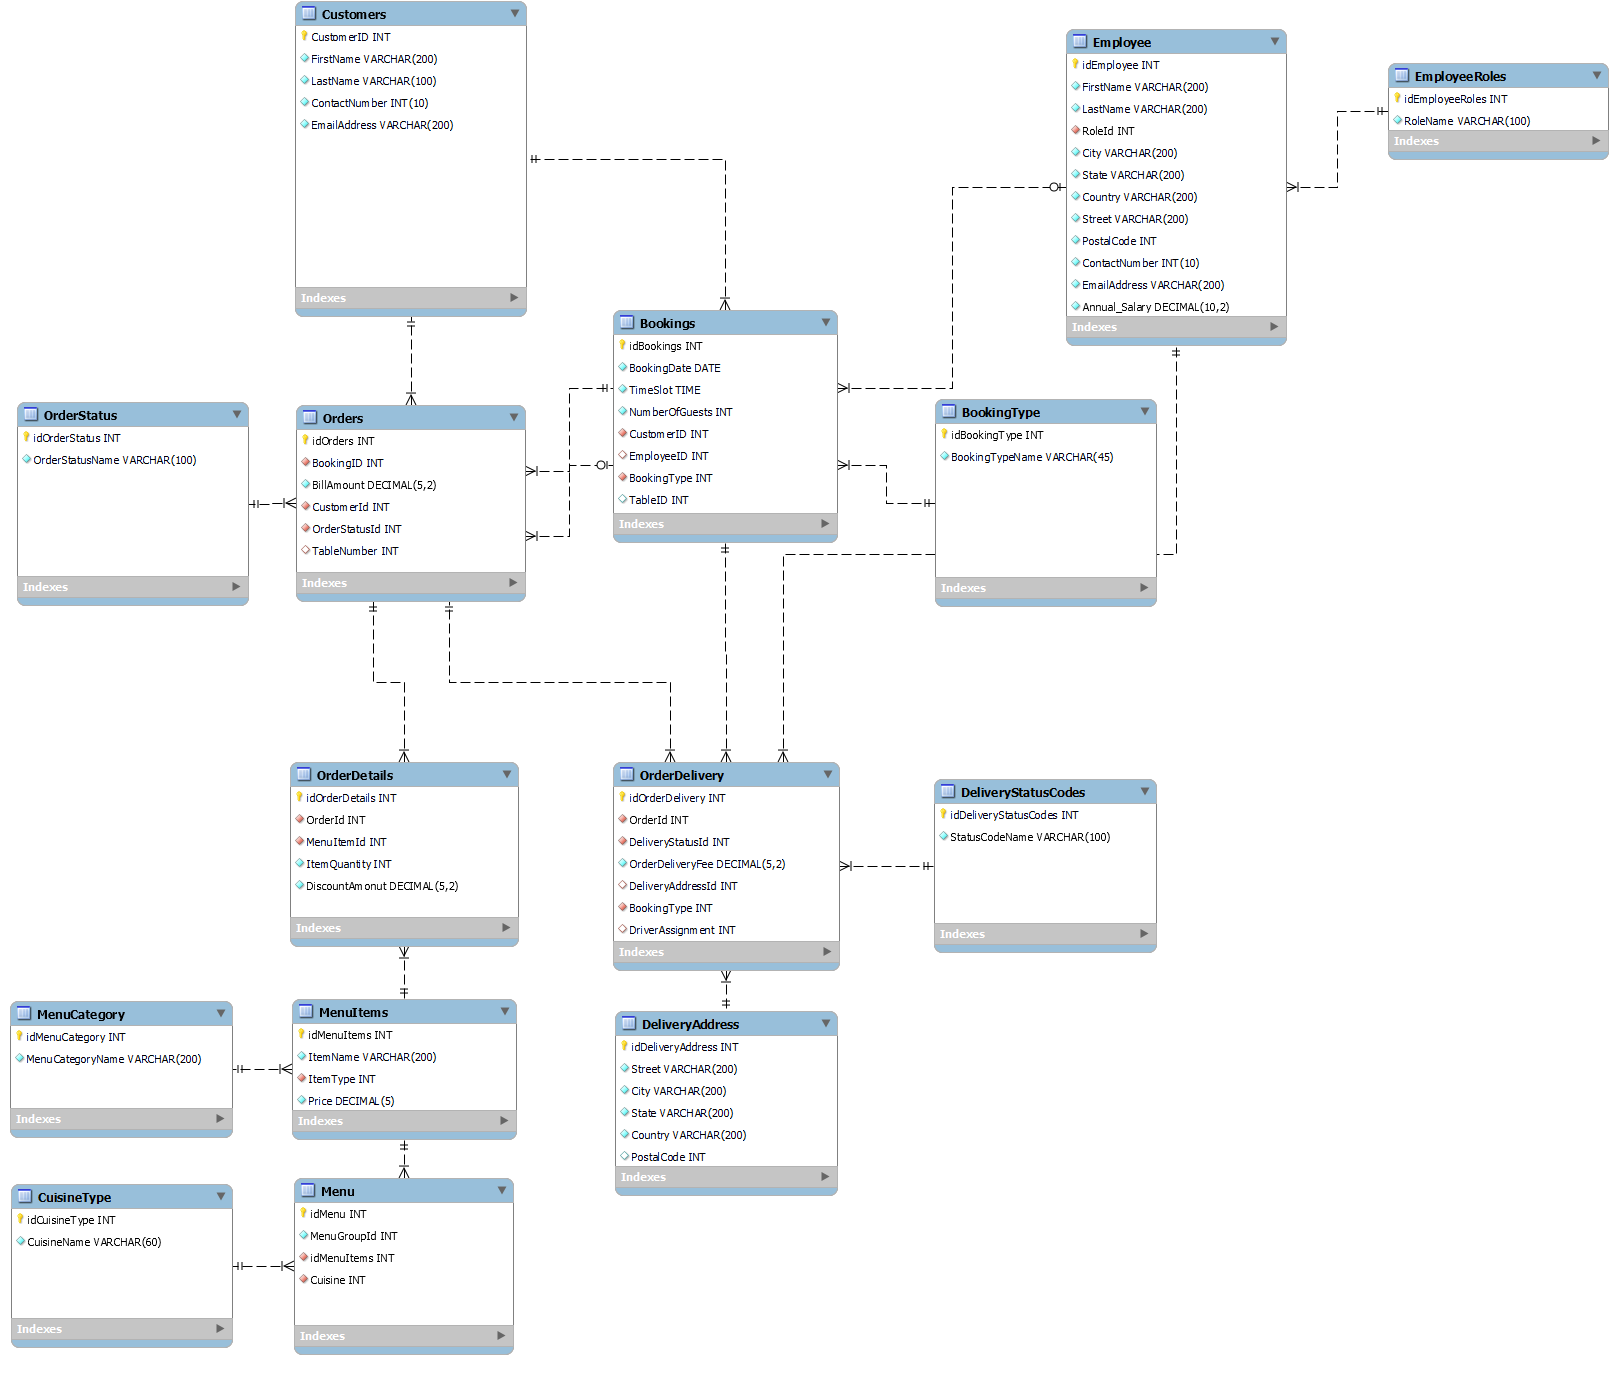 Customers
CustomerID INT
FirstName VARCHAR(200)
LastName VARCHAR(100)
ContactNumber INT(10)
EmailAddress VARCHAR(200)
Indexes
Employee
idEmployee INT
FirstName VARCHAR(200)
LastName VARCHAR(200)
RoleId INT
City VARCHAR(200)
State VARCHAR(200)
Country VARCHAR(200)
Street VARCHAR(200)
PostalCode INT
ContactNumber INT(10)
EmailAddress VARCHAR(200)
Annual_Salary DECIMAL(10,2)
Indexes
EmployeeRoles
idEmployeeRoles INT
RoleName VARCHAR(100)
Indexes
Bookings
idBookings INT
BookingDate DATE
TimeSlot TIME
NumberOfGuests INT
CustomerID INT
EmployeeID INT
BookingType INT
TableID INT
Indexes
OrderStatus
idOrderStatus INT
OrderStatusName VARCHAR(100)
Indexes
Orders
idOrders INT
BookingID INT
BillAmount DECIMAL(5,2)
CustomerId INT
OrderStatusId INT
TableNumber INT
Indexes
BookingType
idBookingType INT
BookingTypeName VARCHAR(45)
Indexes
OrderDetails
idOrderDetails INT
OrderId INT
MenuItemId INT
ItemQuantity INT
DiscountAmonut DECIMAL(5,2)
Indexes
OrderDelivery
idOrderDelivery INT
OrderId INT
DeliveryStatusId INT
OrderDeliveryFee DECIMAL(5,2)
DeliveryAddressId INT
BookingType INT
DriverAssignment INT
Indexes
DeliveryStatusCodes
idDeliveryStatusCodes INT
StatusCodeName VARCHAR(100)
Indexes
MenuCategory
idMenuCategory INT
MenuCategoryName VARCHAR(200)
Indexes
MenuItems
idMenuItems INT
ItemName VARCHAR(200)
ItemType INT
Price DECIMAL(5)
Indexes
DeliveryAddress
idDeliveryAddress INT
Street VARCHAR(200)
City VARCHAR(200)
State VARCHAR(200)
Country VARCHAR(200)
PostalCode INT
Indexes
CuisineType
idCuisineType INT
CuisineName VARCHAR(60)
Indexes
Menu
idMenu INT
MenuGroupId INT
idMenuItems INT
Cuisine INT
Indexes